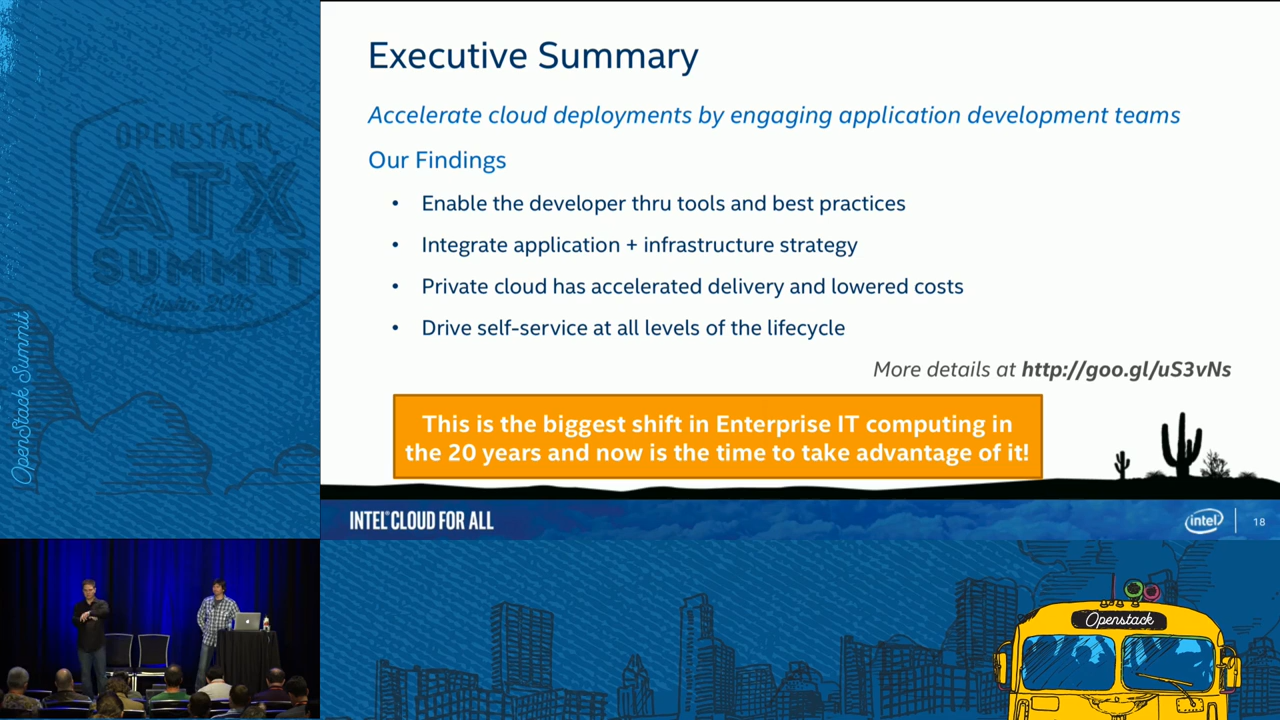 Executive Summary
Accelerate cloud deployments by engaging application development teams
Our Findings
• Enable the developer thru tools and best practices
• Integrate application + infrastructure strategy
• Private cloud has accelerated delivery and lowered costs
• Drive self-service at all levels of the lifecycle
More details at http://goo.gl/uS3vNs
This is the biggest shift in Enterprise IT computing in
the 20 years and now is the time to take advantage of it!
INTEL® CLOUD FOR ALL
intel
18
OPENSTACK
ATX
SUMMIT
Austin 2016
OpenStack Summit
Openstack